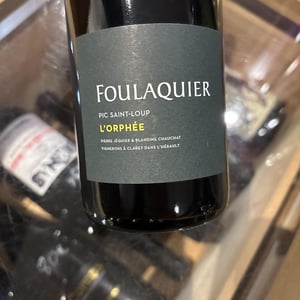 FOULAQUIER
PIC SAINT-LOUP
L'ORPHÉE
PIERRE JÉQUIER & BLANDINE CHAUCHAT
VIGNERONS À CLARET DANS L'HÉRAULT